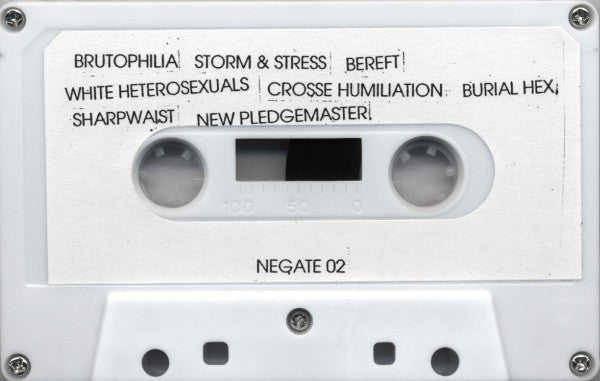 BRUTOPHILIA STORM & STRESS BEREFT
WHITE HETEROSEXUALS CROSSE HUMILIATION BURIAL HEX
SHARPWAIST NEW PLEDGEMASTER
100 50 0
NEGATE 02